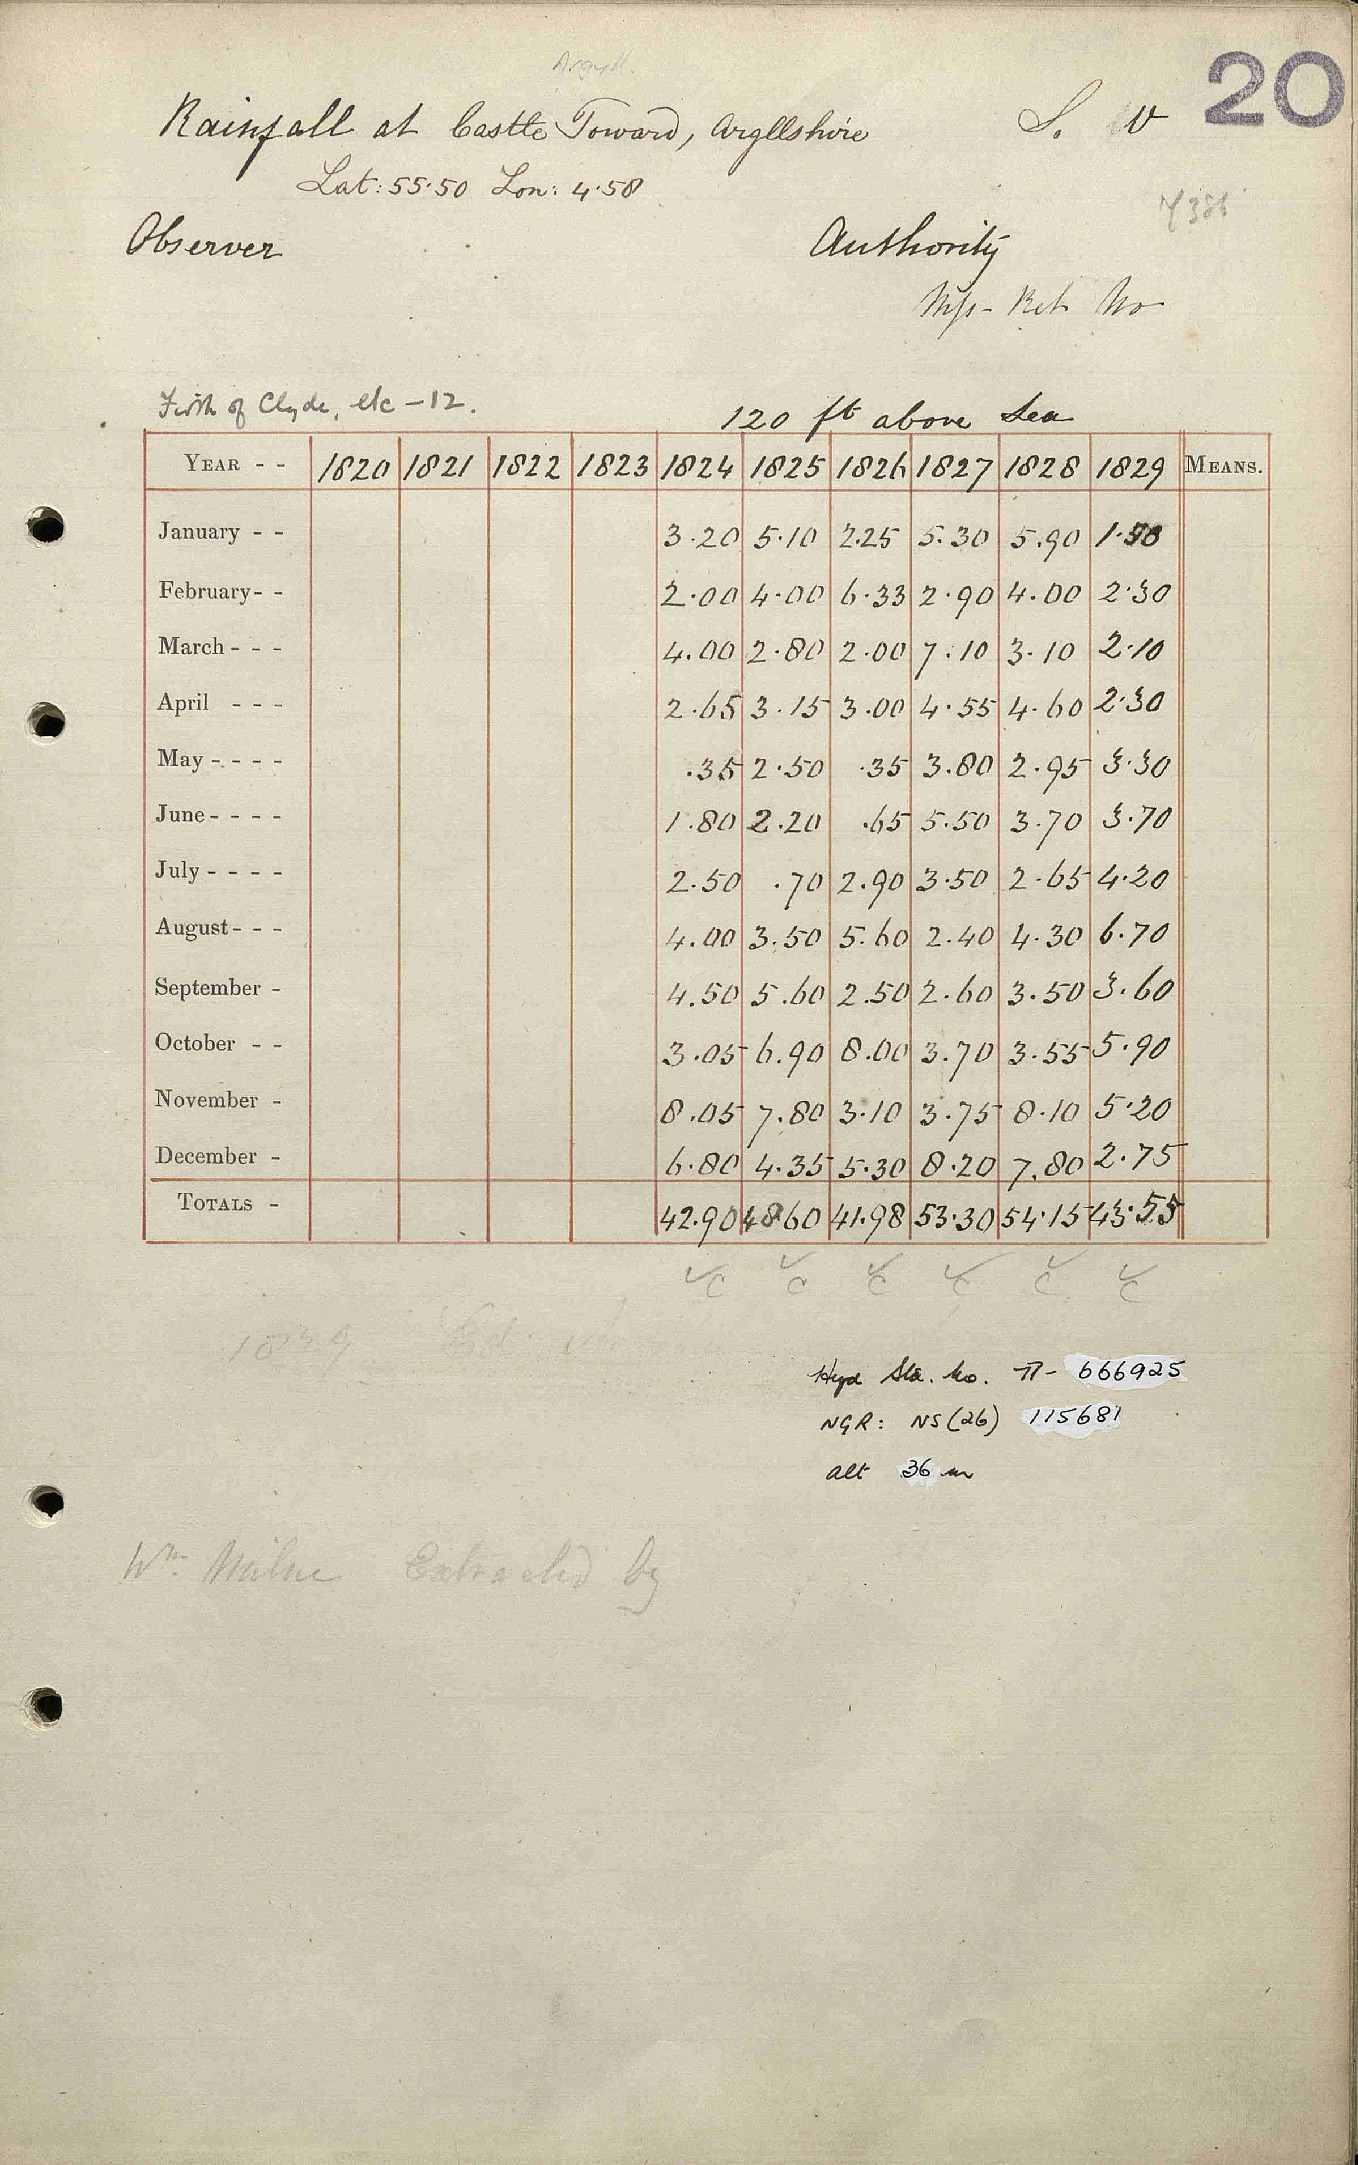 Argyll.
20
Rainfall at Castle Toward, Argllshire
S. W
Lat: 55.50 Lon: 4.58
Observer
Authority
Mss- Ret No
Firth of Clyde, etc - 12.
120 ft above Sea
YEAR - - 1820 1821 1822 1823 1824 1825 1826 1827 1828 1829 MEANS.
January - - 3.20 5.10 2.25 5.30 5.90 1.50
February - - 2.00 4.00 6.33 2.90 4.00 2.30
March - - - 4.00 2.80 2.00 7.10 3.10 2.10
April - - - 2.65 3.15 3.00 4.55 4.60 2.30
May - - - - .35 2.50 .35 3.80 2.95 3.30
June - - - - 1.80 2.20 .65 5.50 3.70 3.70
July - - - - 2.50 .70 2.90 3.50 2.65 4.20
August - - - 4.00 3.50 5.60 2.40 4.30 6.70
September - 4.50 5.60 2.50 2.60 3.50 3.60
October - - 3.05 6.90 8.00 3.70 3.55 5.90
November - 8.05 7.80 3.10 3.75 8.10 5.20
December - 6.80 4.35 5.30 8.20 7.80 2.75
TOTALS - 42.90 48.60 41.98 53.30 54.15 43.55
✓c ✓c ✓c ✓c ✓c ✓c
1829
Hyd Sta. No. 77- 666925
NGR: NS (26) 115681
alt 36 m
Wm. Milne Extracted by